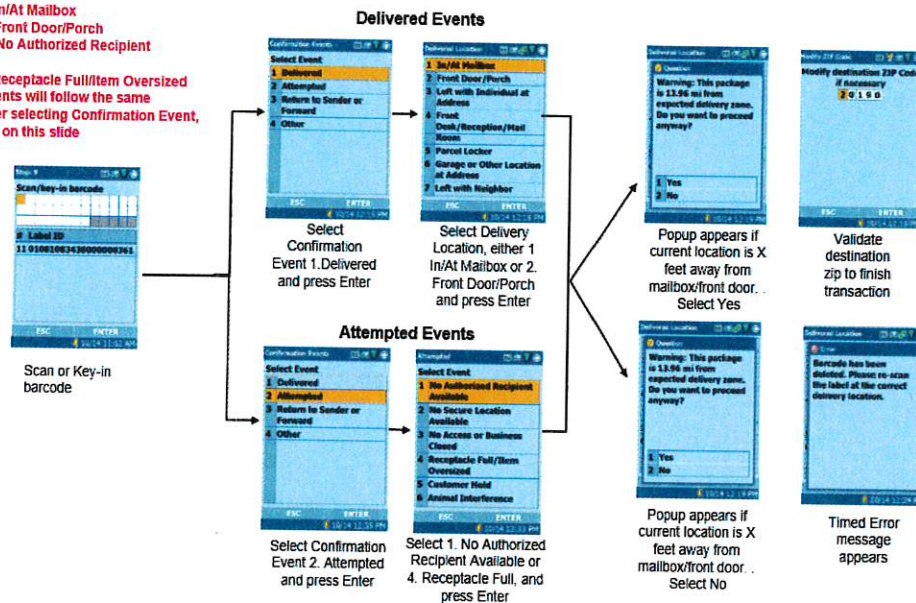 In/At Mailbox
Front Door/Porch
No Authorized Recipient
Receptacle Full/Item Oversized
ents will follow the same
er selecting Confirmation Event,
on this slide
Scan/key-in barcode
# Label ID
ESC ENTER
Scan or Key-in
barcode
Delivered Events
Confirmation Events
Select Event
1 Delivered
2 Attempted
3 Return to Sender or
Forward
4 Other
ESC ENTER
10/14 12:15 PM
Select
Confirmation
Event 1.Delivered
and press Enter
Delivered Location
1 In/At Mailbox
2 Front Door/Porch
3 Left with Individual at
Address
4 Front
Desk/Reception/Mail
Room
5 Parcel Locker
6 Garage or Other Location
at Address
7 Left with Neighbor
ESC ENTER
10/14 12:15 PM
Select Delivery
Location, either 1
In/At Mailbox or 2.
Front Door/Porch
and press Enter
Attempted Events
Confirmation Events
Select Event
1 Delivered
2 Attempted
3 Return to Sender or
Forward
4 Other
ESC ENTER
Select Confirmation
Event 2. Attempted
and press Enter
Attempted
Select Event
1 No Authorized Recipient
Available
2 No Secure Location
Available
3 No Access or Business
Closed
4 Receptacle Full/Item
Oversized
5 Customer Hold
6 Animal Interference
ESC ENTER
Select 1. No Authorized
Recipient Available or
4. Receptacle Full, and
press Enter
Delivered Location
Question
Warning: This package
is 13.96 mi from
expected delivery zone.
Do you want to proceed
anyway?
1 Yes
2 No
Popup appears if
current location is X
feet away from
mailbox/front door. .
Select Yes
Modify ZIP Code
Modify destination ZIP Code
if necessary
20190
ESC ENTER
Validate
destination
zip to finish
transaction
Delivered Location
Question
Warning: This package
is 13.96 mi from
expected delivery zone.
Do you want to proceed
anyway?
1 Yes
2 No
Popup appears if
current location is X
feet away from
mailbox/front door. .
Select No
Delivered Location
Error
Barcode has been
deleted. Please re-scan
the label at the correct
delivery location.
Timed Error
message
appears